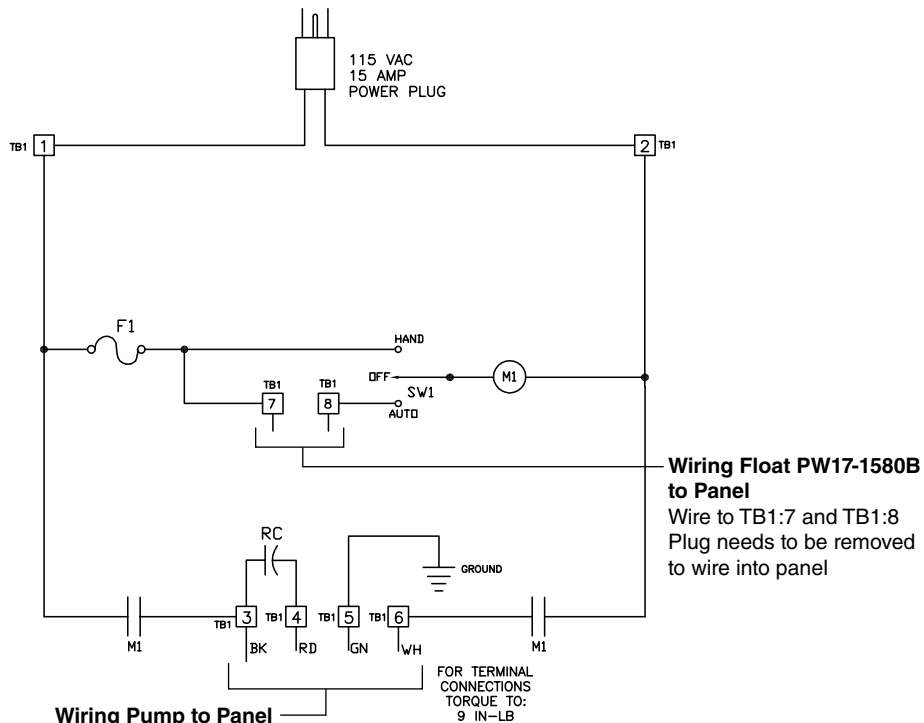 115 VAC
15 AMP
POWER PLUG
TB1 1
2 TB1
F1
HAND
OFF
M1
SW1
TB1
7
TB1
8
AUTO
Wiring Float PW17-1580B
to Panel
Wire to TB1:7 and TB1:8
Plug needs to be removed
to wire into panel
RC
GROUND
M1
TB1 3
TB1 4
TB1 5
TB1 6
M1
BK
RD
GN
WH
FOR TERMINAL
CONNECTIONS
TORQUE TO:
9 IN-LB
Wiring Pump to Panel